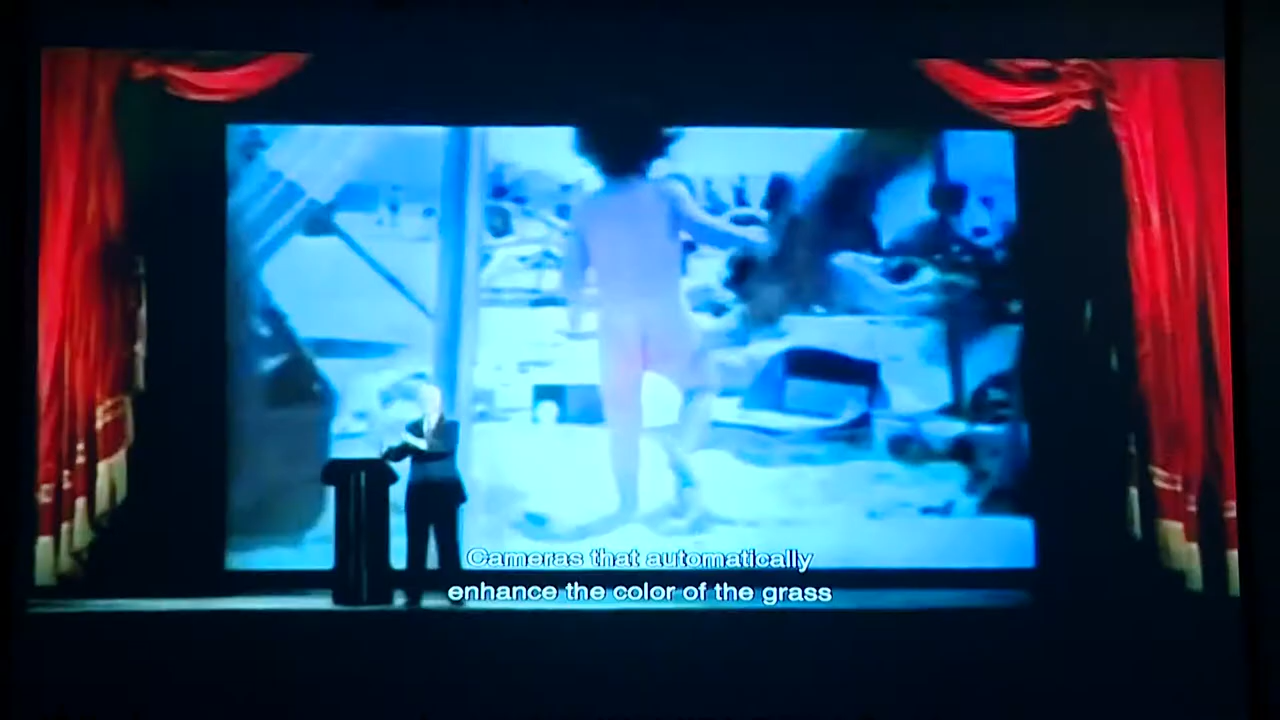 Cameras that automatically
enhance the color of the grass